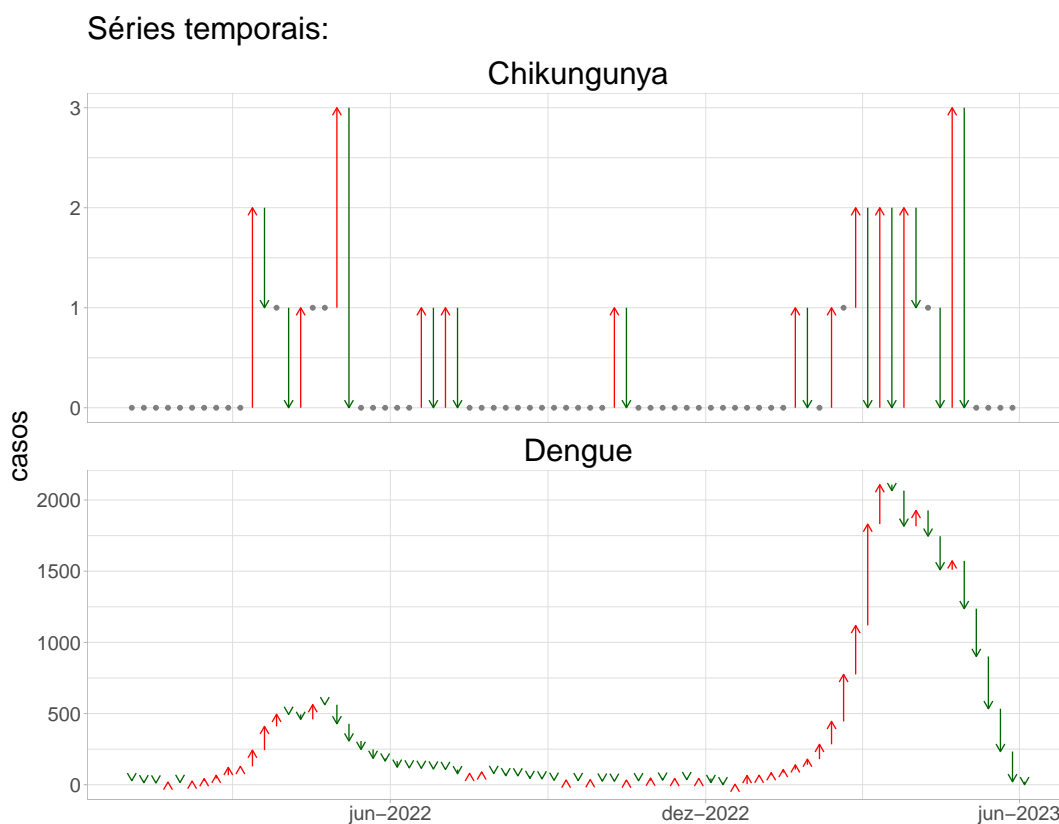 Séries temporais:
Chikungunya
3
2
1
0
casos
Dengue
2000
1500
1000
500
0
jun−2022
dez−2022
jun−2023